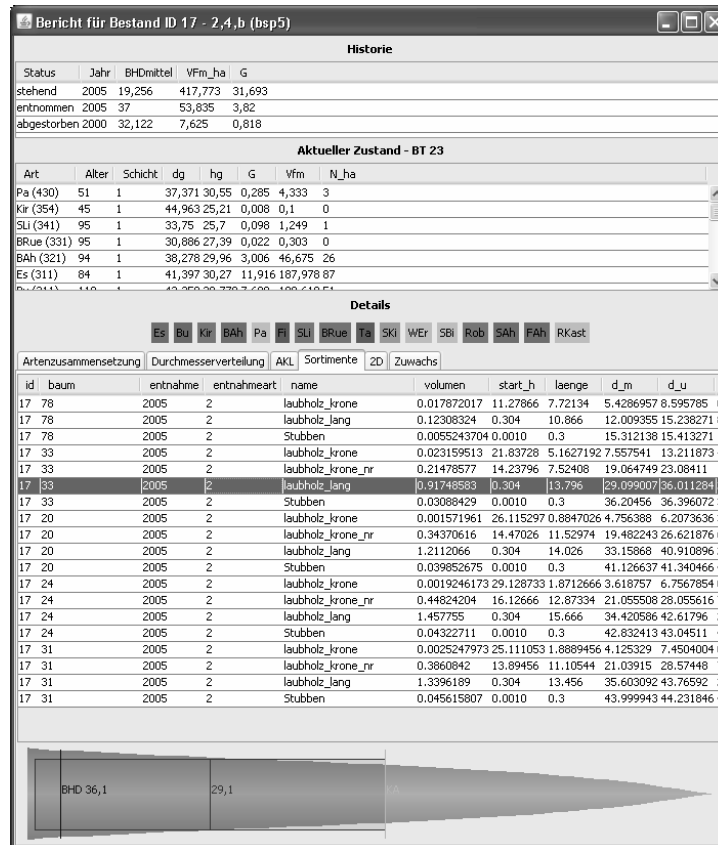 Bericht für Bestand ID 17 - 2,4,b (bsp5)
Historie
Status Jahr BHDmittel VFm_ha G
stehend 2005 19,256 417,773 31,693
entnommen 2005 37 53,835 3,82
abgestorben 2000 32,122 7,625 0,818
Aktueller Zustand - BT 23
Art Alter Schicht dg hg G Vfm N_ha
Pa (430) 51 1 37,371 30,55 0,285 4,333 3
Kir (354) 45 1 44,963 25,21 0,008 0,1 0
SLi (341) 95 1 33,75 25,7 0,098 1,249 1
BRue (331) 95 1 30,886 27,39 0,022 0,303 0
BAh (321) 94 1 38,278 29,96 3,006 46,675 26
Es (311) 84 1 41,397 30,27 11,916 187,978 87
Details
Es Bu Kir BAh Pa Fi SLi BRue Ta SKi WEr SBi Rob SAh FAh RKast
Artenzusammensetzung Durchmesserverteilung AKL Sortimente 2D Zuwachs
id baum entnahme entnahmeart name volumen start_h laenge d_m d_u
17 78 2005 2 laubholz_krone 0.017872017 11.27866 7.72134 5.4286957 8.595785
17 78 2005 2 laubholz_lang 0.12308324 0.304 10.866 12.009355 15.238271
17 78 2005 2 Stubben 0.0055243704 0.0010 0.3 15.312138 15.413271
17 33 2005 2 laubholz_krone 0.023159513 21.83728 5.1627192 7.557541 13.211873
17 33 2005 2 laubholz_krone_nr 0.21478577 14.23796 7.52408 19.064749 23.08411
17 33 2005 2 laubholz_lang 0.91748583 0.304 13.796 29.099007 36.011284
17 33 2005 2 Stubben 0.03088429 0.0010 0.3 36.20456 36.396072
17 20 2005 2 laubholz_krone 0.001571961 26.115297 0.8847026 4.756388 6.2073636
17 20 2005 2 laubholz_krone_nr 0.34370616 14.47026 11.52974 19.482243 26.621876
17 20 2005 2 laubholz_lang 1.2112066 0.304 14.026 33.15868 40.910896
17 20 2005 2 Stubben 0.039852675 0.0010 0.3 41.126637 41.340466
17 24 2005 2 laubholz_krone 0.0019246173 29.128733 1.8712666 3.618757 6.7567854
17 24 2005 2 laubholz_krone_nr 0.44824204 16.12666 12.87334 21.055508 28.055616
17 24 2005 2 laubholz_lang 1.457755 0.304 15.666 34.420586 42.61796
17 24 2005 2 Stubben 0.04322711 0.0010 0.3 42.832413 43.04511
17 31 2005 2 laubholz_krone 0.0025247973 25.111053 1.8889456 4.125329 7.4504004
17 31 2005 2 laubholz_krone_nr 0.3860842 13.89456 11.10544 21.03915 28.57448
17 31 2005 2 laubholz_lang 1.3396189 0.304 13.456 35.603092 43.76592
17 31 2005 2 Stubben 0.045615807 0.0010 0.3 43.999943 44.231846
BHD 36,1 29,1 KA